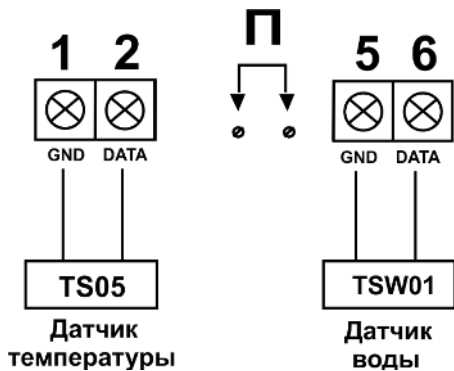 П
1 2
5 6
GND DATA
GND DATA
TS05
TSW01
Датчик
температуры
Датчик
воды